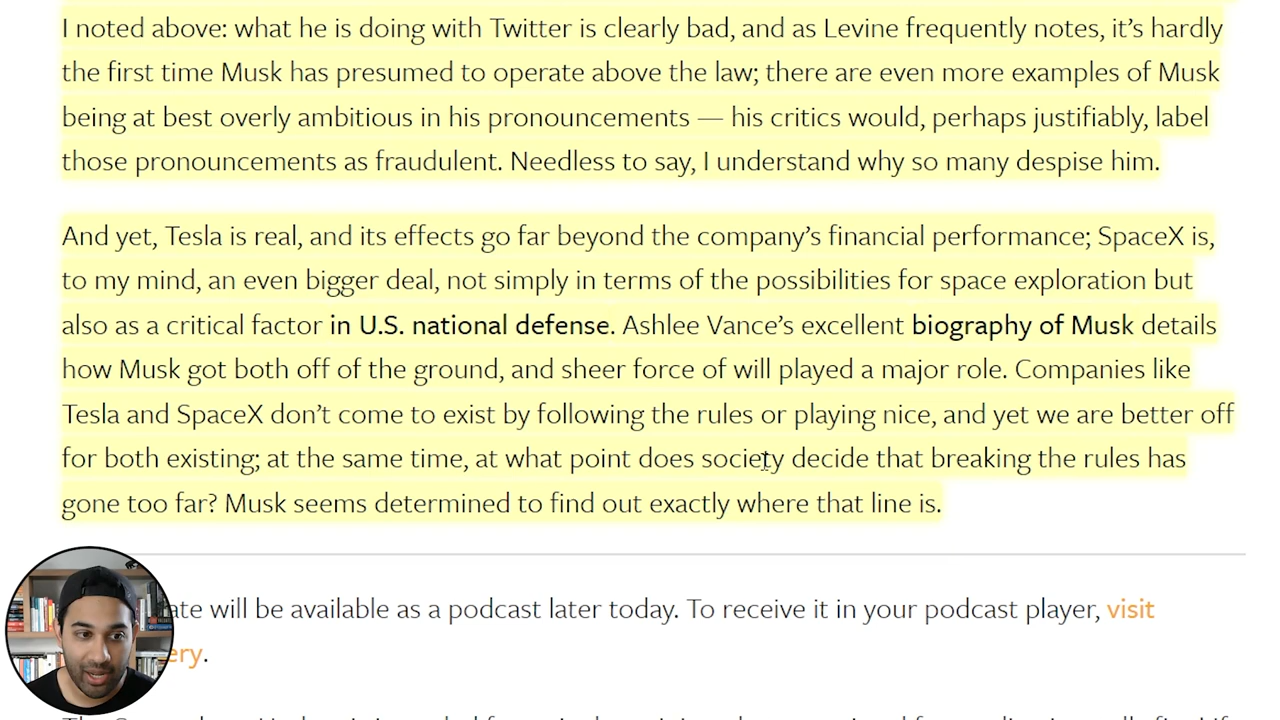 I noted above: what he is doing with Twitter is clearly bad, and as Levine frequently notes, it’s hardly
the first time Musk has presumed to operate above the law; there are even more examples of Musk
being at best overly ambitious in his pronouncements — his critics would, perhaps justifiably, label
those pronouncements as fraudulent. Needless to say, I understand why so many despise him.
And yet, Tesla is real, and its effects go far beyond the company’s financial performance; SpaceX is,
to my mind, an even bigger deal, not simply in terms of the possibilities for space exploration but
also as a critical factor in U.S. national defense. Ashlee Vance’s excellent biography of Musk details
how Musk got both off of the ground, and sheer force of will played a major role. Companies like
Tesla and SpaceX don’t come to exist by following the rules or playing nice, and yet we are better off
for both existing; at the same time, at what point does society decide that breaking the rules has
gone too far? Musk seems determined to find out exactly where that line is.
will be available as a podcast later today. To receive it in your podcast player, visit